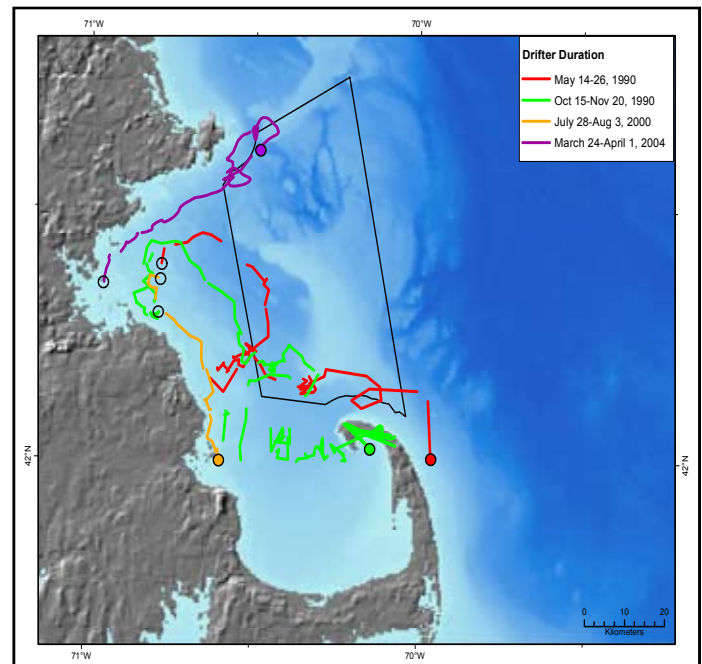 71°W
70°W
Drifter Duration
May 14-26, 1990
Oct 15-Nov 20, 1990
July 28-Aug 3, 2000
March 24-April 1, 2004
42°N
42°N
0 10 20
Kilometers
71°W
70°W